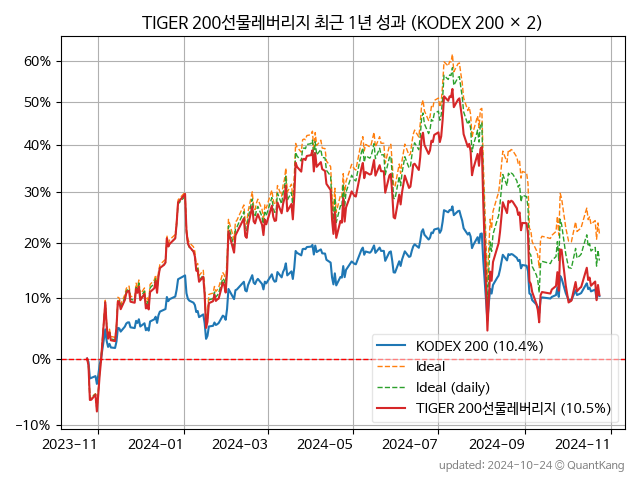 TIGER 200선물레버리지 최근 1년 성과 (KODEX 200 × 2)
60%
50%
40%
30%
20%
10%
0%
−10%
KODEX 200 (10.4%)
Ideal
Ideal (daily)
TIGER 200선물레버리지 (10.5%)
2023-11
2024-01
2024-03
2024-05
2024-07
2024-09
2024-11
updated: 2024-10-24 © QuantKang